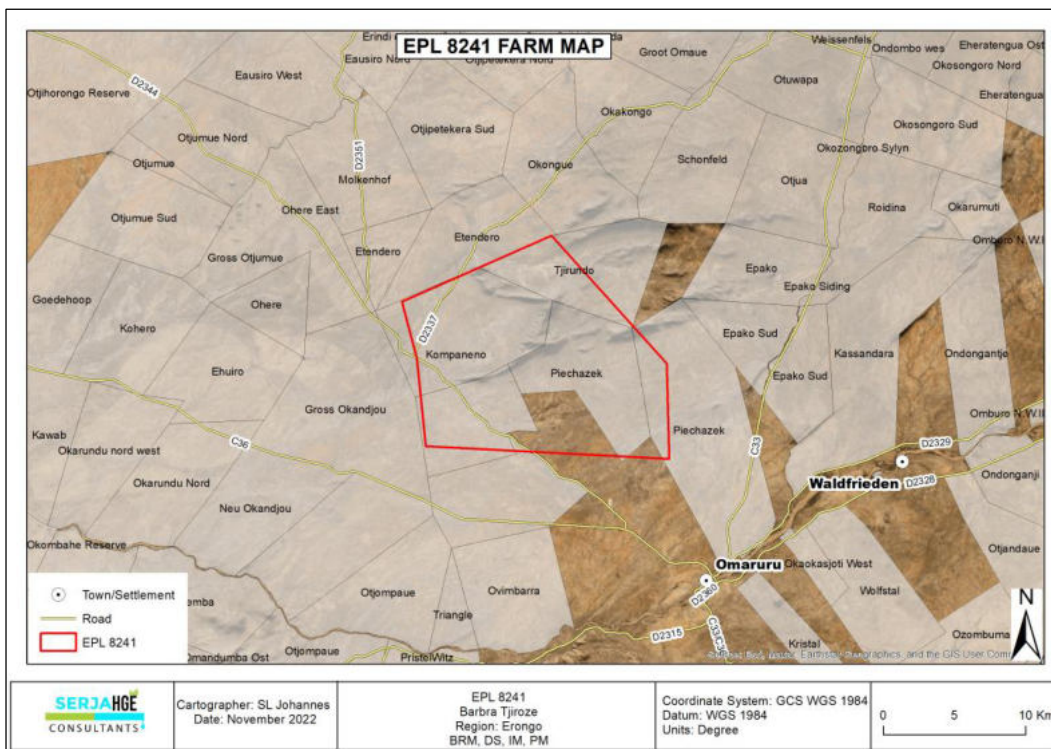 EPL 8241 FARM MAP
Weissenfels
Ondombo wes
Eheratengua Ost
Eausiro Nord
Otjipetekera Nord
Groot Omaue
Okosongoro Nord
Eausiro West
Otuwapa
D2344
Otjihorongo Reserve
Eheratengua
Okakongo
Otjipetekera Sud
Okosongoro Sud
Otjumue Nord
D2351
Okozongoro Sylyn
Otjumue
Okongue
Schonfeld
Molkenhof
Otjua
Ohere East
Roidina
Okarumuti
Otjumue Sud
Etendero
Omburo N.W.I
Etendero
Gross Otjumue
Tjirundo
Epako
Epako Siding
Goedehoop
Ohere
Kohero
D2337
Epako Sud
Kompaneno
Kassandara
Ondongantje
Ehuiro
Piechazek
Epako Sud
Gross Okandjou
Omburo N.W.II
Kawab
C36
Piechazek
C33
D2329
Okarundu nord west
Waldfrieden
Ondonganji
Okarundu Nord
D2328
Neu Okandjou
Okombahe Reserve
Otjandaue
Omaruru
Okaokasjoti West
Otjompaue
Ovimbarra
D2360
Wolfstal
Triangle
D2315
Kristal
Ozombuma
Omandumba Ost
Otjompaue
PristelWitz
Town/Settlement
Road
EPL 8241
N
SERJA HGE
CONSULTANTS
Cartographer: SL Johannes
Date: November 2022
EPL 8241
Barbra Tjiroze
Region: Erongo
BRM, DS, IM, PM
Coordinate System: GCS WGS 1984
Datum: WGS 1984
Units: Degree
0 5 10 Km